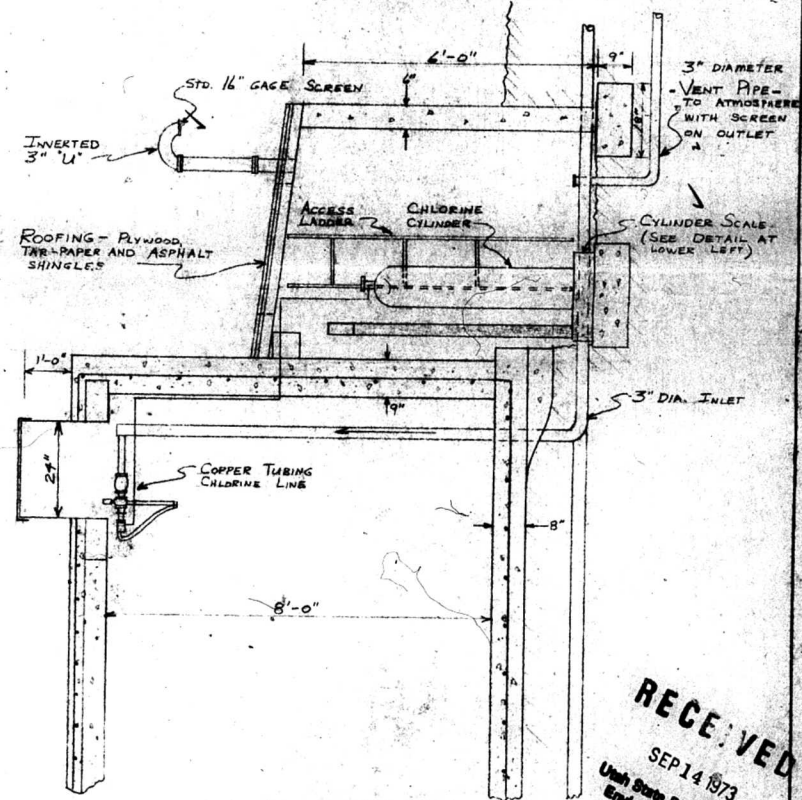 6'-0"
9"
3" DIAMETER
VENT PIPE
TO ATMOSPHERE
WITH SCREEN
ON OUTLET
STD. 16" GAGE SCREEN
6"
18"
INVERTED
3" "U"
ACCESS
LADDER
CHLORINE
CYLINDER
CYLINDER SCALE
(SEE DETAIL AT
LOWER LEFT)
ROOFING - PLYWOOD,
TAR-PAPER AND ASPHALT
SHINGLES
1'-0"
9"
3" DIA. INLET
24"
COPPER TUBING
CHLORINE LINE
8"
8'-0"
RECEIVED
SEP 14 1973
Utah State